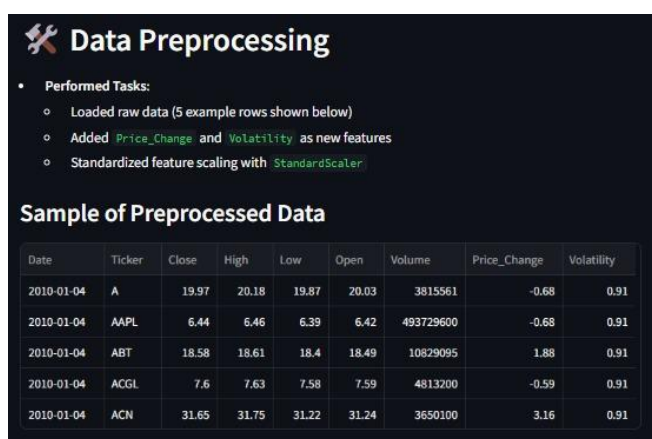 Data Preprocessing
Performed Tasks:
Loaded raw data (5 example rows shown below)
Added Price_Change and Volatility as new features
Standardized feature scaling with StandardScaler
Sample of Preprocessed Data
Date Ticker Close High Low Open Volume Price_Change Volatility
2010-01-04 A 19.97 20.18 19.87 20.03 3815561 -0.68 0.91
2010-01-04 AAPL 6.44 6.46 6.39 6.42 493729600 -0.68 0.91
2010-01-04 ABT 18.58 18.61 18.4 18.49 10829095 1.88 0.91
2010-01-04 ACGL 7.6 7.63 7.58 7.59 4813200 -0.59 0.91
2010-01-04 ACN 31.65 31.75 31.22 31.24 3650100 3.16 0.91